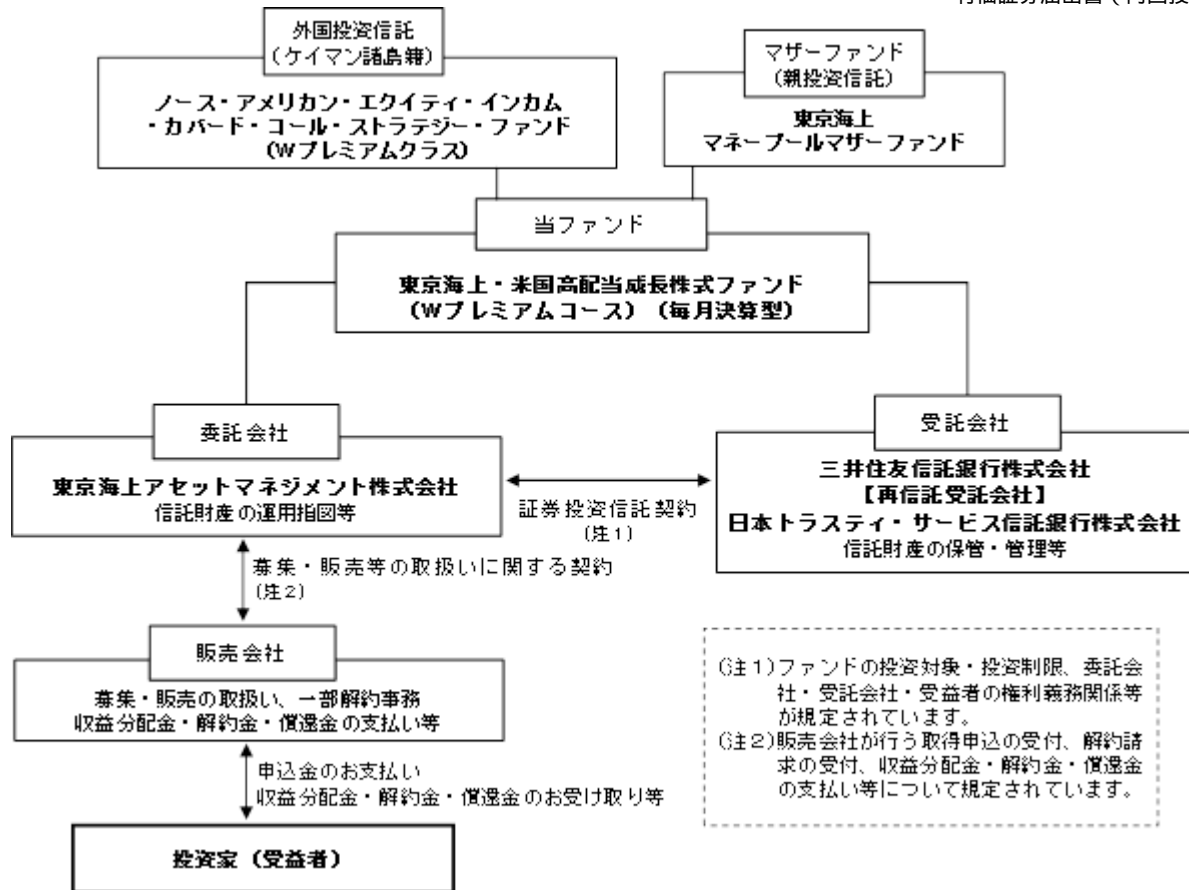 有価証券届出書(内国投
外国投資信託
(ケイマン諸島籍)
ノース・アメリカン・エクイティ・インカム
・カバード・コール・ストラテジー・ファンド
(Wプレミアムクラス)
マザーファンド
(親投資信託)
東京海上
マネープールマザーファンド
当ファンド
東京海上・米国高配当成長株式ファンド
(Wプレミアムコース)(毎月決算型)
委託会社
東京海上アセットマネジメント株式会社
信託財産の運用指図等
証券投資信託契約
(注1)
受託会社
三井住友信託銀行株式会社
【再信託受託会社】
日本トラスティ・サービス信託銀行株式会社
信託財産の保管・管理等
募集・販売等の取扱いに関する契約
(注2)
販売会社
募集・販売の取扱い、一部解約事務
収益分配金・解約金・償還金の支払い等
申込金のお支払い
収益分配金・解約金・償還金のお受け取り等
投資家(受益者)
(注1)ファンドの投資対象・投資制限、委託会
社・受託会社・受益者の権利義務関係等
が規定されています。
(注2)販売会社が行う取得申込の受付、解約請
求の受付、収益分配金・解約金・償還金
の支払い等について規定されています。